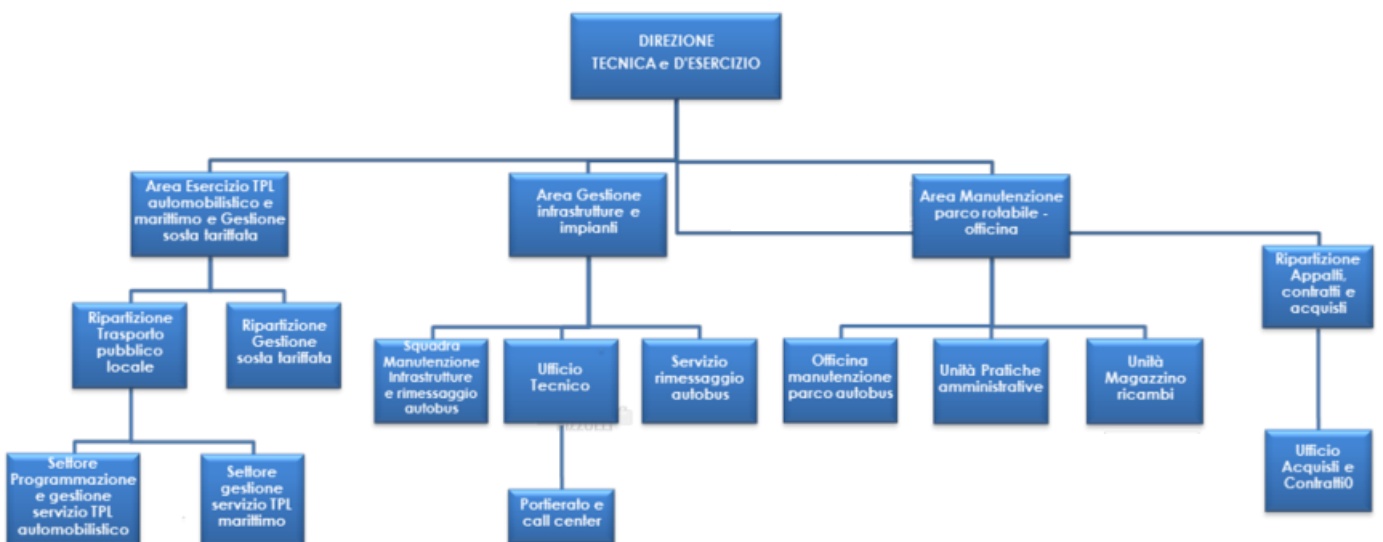 DIREZIONE
TECNICA e D'ESERCIZIO
Area Esercizio TPL
automobilistico e
marittimo e Gestione
sosta tariffata
Area Gestione
infrastrutture e
impianti
Area Manutenzione
parco rotabile -
officina
Ripartizione
Appalti,
contratti e
acquisti
Ripartizione
Trasporto
pubblico
locale
Ripartizione
Gestione
sosta tariffata
Squadra
Manutenzione
Infrastrutture
e rimessaggio
autobus
Ufficio
Tecnico
Servizio
rimessaggio
autobus
Officina
manutenzione
parco autobus
Unità Pratiche
amministrative
Unità
Magazzino
ricambi
Settore
Programmazione
e gestione
servizio TPL
automobilistico
Settore
gestione
servizio TPL
marittimo
Portierato e
call center
Ufficio
Acquisti e
Contratti0